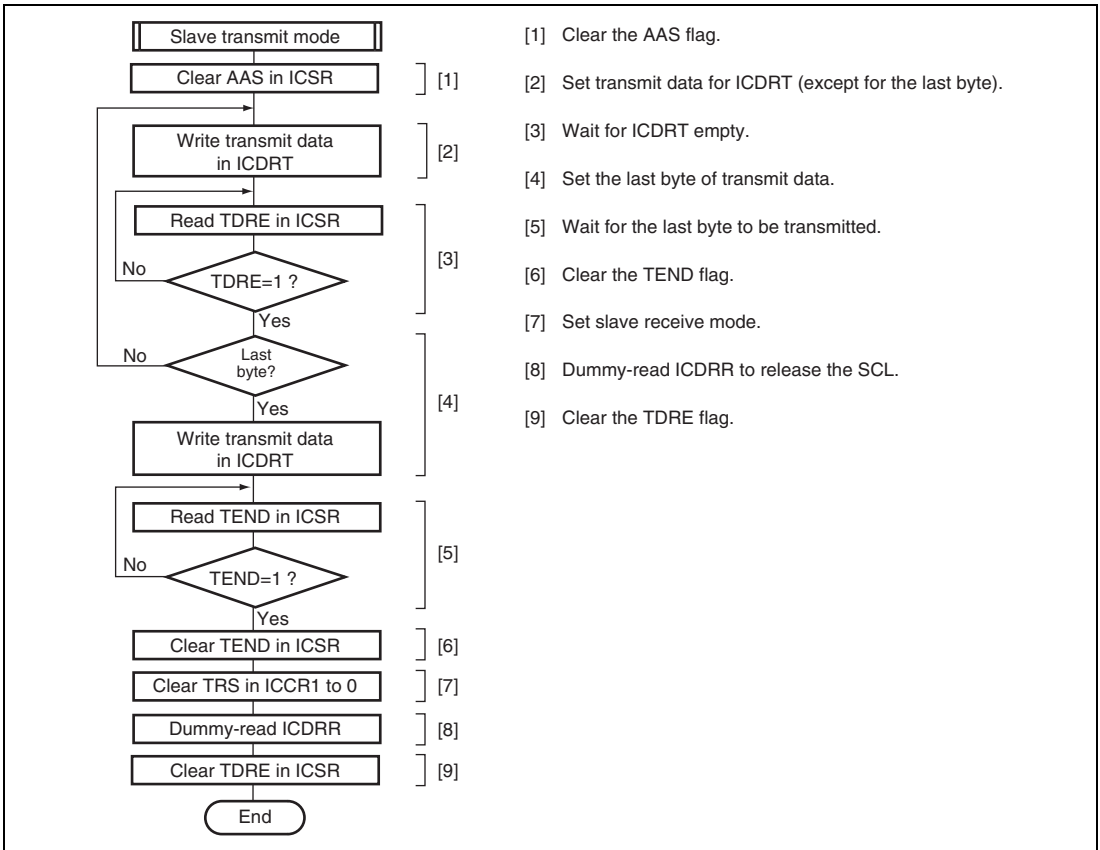 Slave transmit mode
Clear AAS in ICSR
[1]
Write transmit data
in ICDRT
[2]
Read TDRE in ICSR
[3]
No
TDRE=1 ?
Yes
No
Last
byte?
Yes
[4]
Write transmit data
in ICDRT
Read TEND in ICSR
[5]
No
TEND=1 ?
Yes
Clear TEND in ICSR
[6]
Clear TRS in ICCR1 to 0
[7]
Dummy-read ICDRR
[8]
Clear TDRE in ICSR
[9]
End
[1] Clear the AAS flag.
[2] Set transmit data for ICDRT (except for the last byte).
[3] Wait for ICDRT empty.
[4] Set the last byte of transmit data.
[5] Wait for the last byte to be transmitted.
[6] Clear the TEND flag.
[7] Set slave receive mode.
[8] Dummy-read ICDRR to release the SCL.
[9] Clear the TDRE flag.